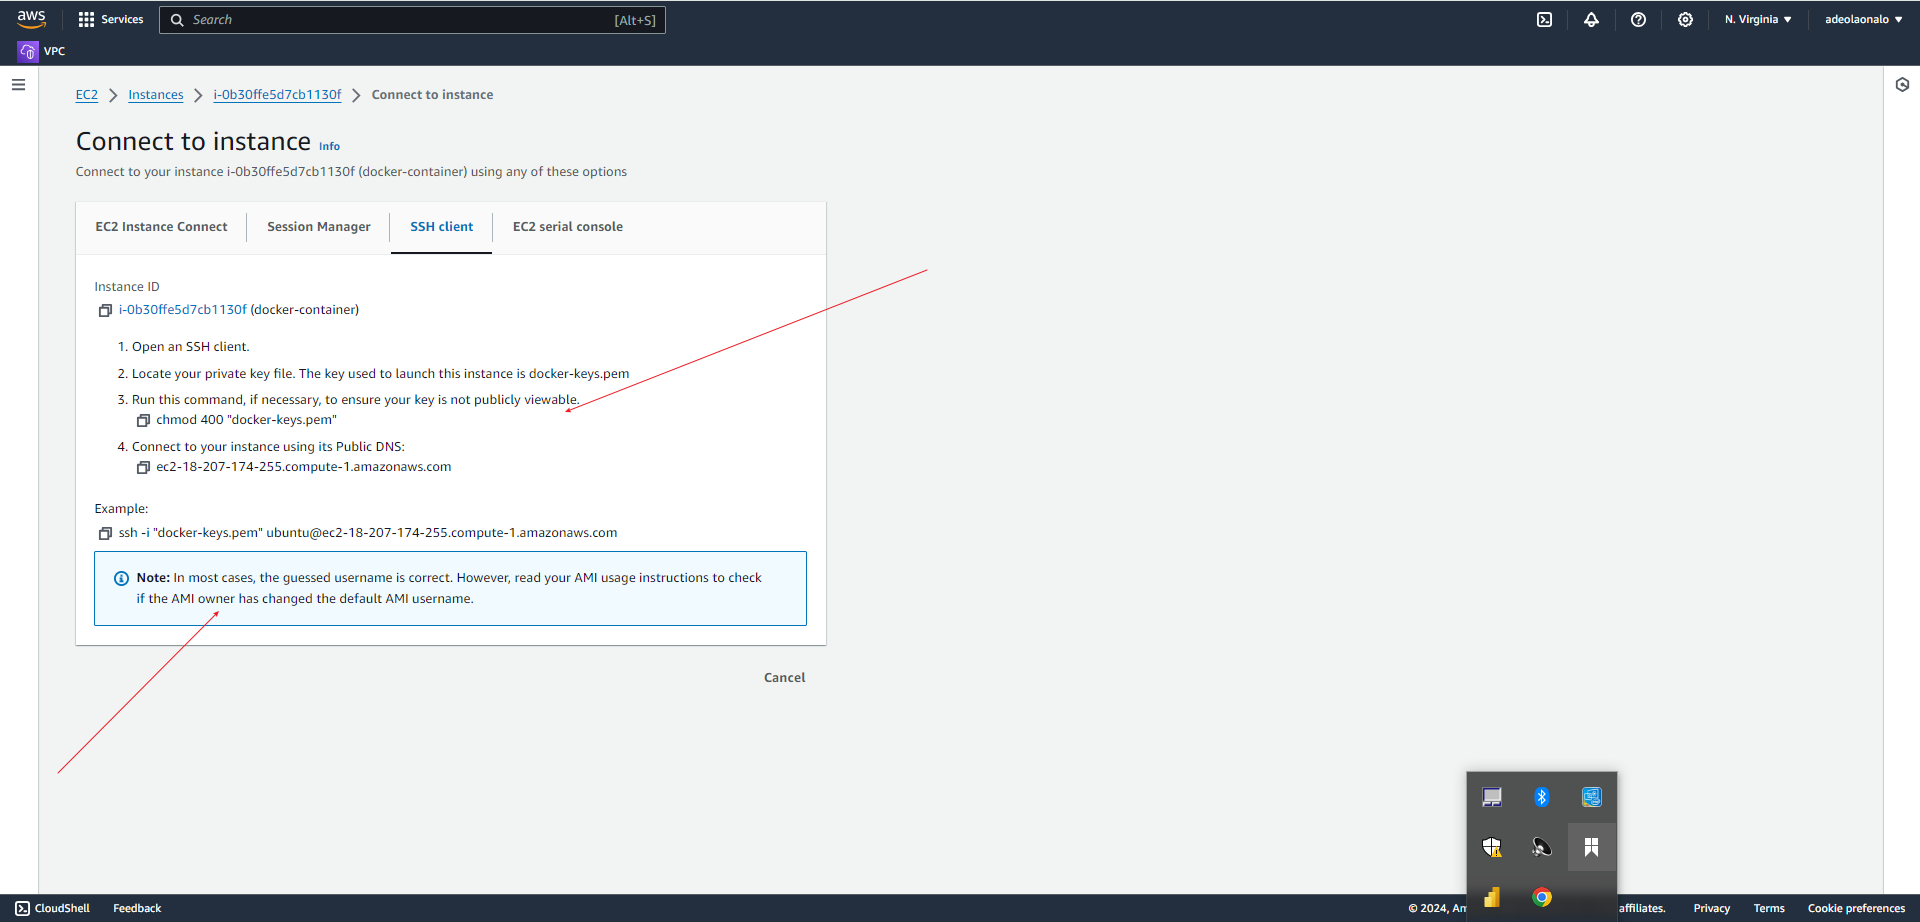 aws
Services
Search
[Alt+S]
N. Virginia
adeolaonalo
VPC
EC2
Instances
i-0b30ffe5d7cb1130f
Connect to instance
Connect to instance Info
Connect to your instance i-0b30ffe5d7cb1130f (docker-container) using any of these options
EC2 Instance Connect
Session Manager
SSH client
EC2 serial console
Instance ID
i-0b30ffe5d7cb1130f (docker-container)
1. Open an SSH client.
2. Locate your private key file. The key used to launch this instance is docker-keys.pem
3. Run this command, if necessary, to ensure your key is not publicly viewable.
chmod 400 "docker-keys.pem"
4. Connect to your instance using its Public DNS:
ec2-18-207-174-255.compute-1.amazonaws.com
Example:
ssh -i "docker-keys.pem" ubuntu@ec2-18-207-174-255.compute-1.amazonaws.com
Note: In most cases, the guessed username is correct. However, read your AMI usage instructions to check
if the AMI owner has changed the default AMI username.
Cancel
CloudShell
Feedback
© 2024, Am
affiliates.
Privacy
Terms
Cookie preferences